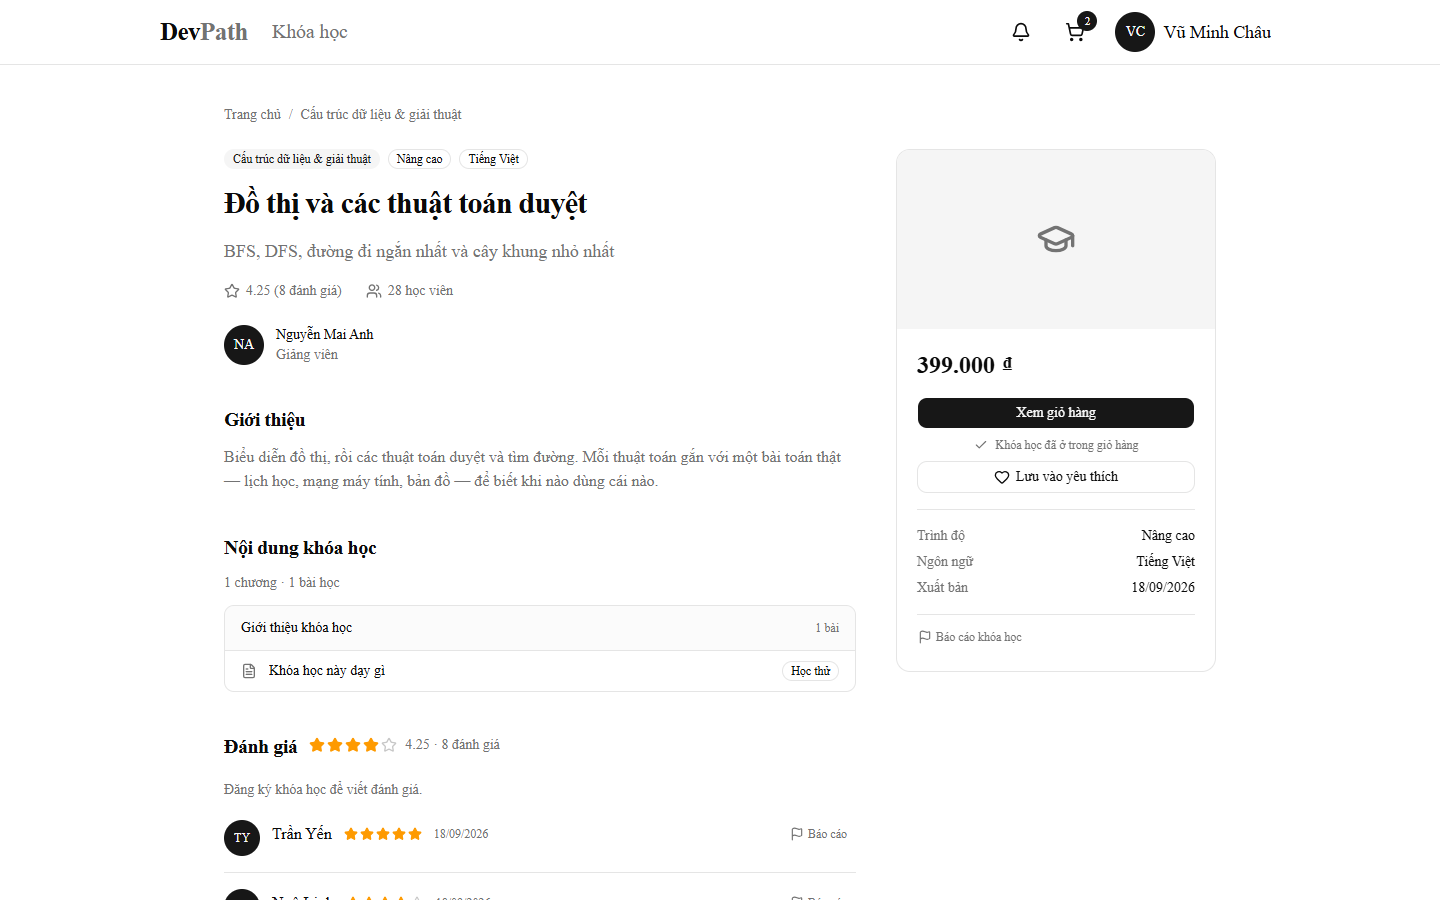 DevPath Khóa học 2 VC Vũ Minh Châu
Trang chủ / Cấu trúc dữ liệu & giải thuật
Cấu trúc dữ liệu & giải thuật Nâng cao Tiếng Việt
Đồ thị và các thuật toán duyệt
BFS, DFS, đường đi ngắn nhất và cây khung nhỏ nhất
4.25 (8 đánh giá) 28 học viên
NA Nguyễn Mai Anh
Giảng viên
Giới thiệu
Biểu diễn đồ thị, rồi các thuật toán duyệt và tìm đường. Mỗi thuật toán gắn với một bài toán thật
— lịch học, mạng máy tính, bản đồ — để biết khi nào dùng cái nào.
Nội dung khóa học
1 chương · 1 bài học
Giới thiệu khóa học 1 bài
Khóa học này dạy gì Học thử
Đánh giá 4.25 · 8 đánh giá
Đăng ký khóa học để viết đánh giá.
TY Trần Yến 18/09/2026 Báo cáo
399.000 ₫
Xem giỏ hàng
Khóa học đã ở trong giỏ hàng
Lưu vào yêu thích
Trình độ Nâng cao
Ngôn ngữ Tiếng Việt
Xuất bản 18/09/2026
Báo cáo khóa học